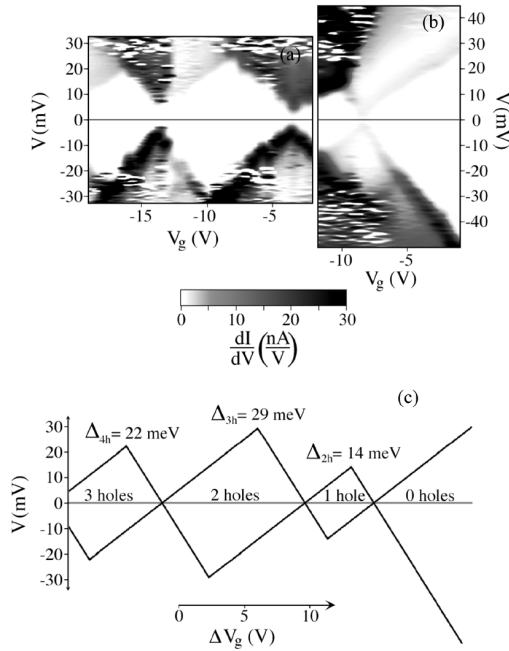 (a)
(b)
30
20
10
0
-10
-20
-30
V(mV)
-15
-10
-5
V_g (V)
40
30
20
10
0
-10
-20
-30
-40
V(mV)
-10
-5
V_g (V)
0
10
20
30
dI/dV (nA/V)
(c)
Δ_4h= 22 meV
Δ_3h= 29 meV
Δ_2h= 14 meV
30
20
10
0
-10
-20
-30
V(mV)
3 holes
2 holes
1 hole
0 holes
0
5
10
ΔV_g (V)